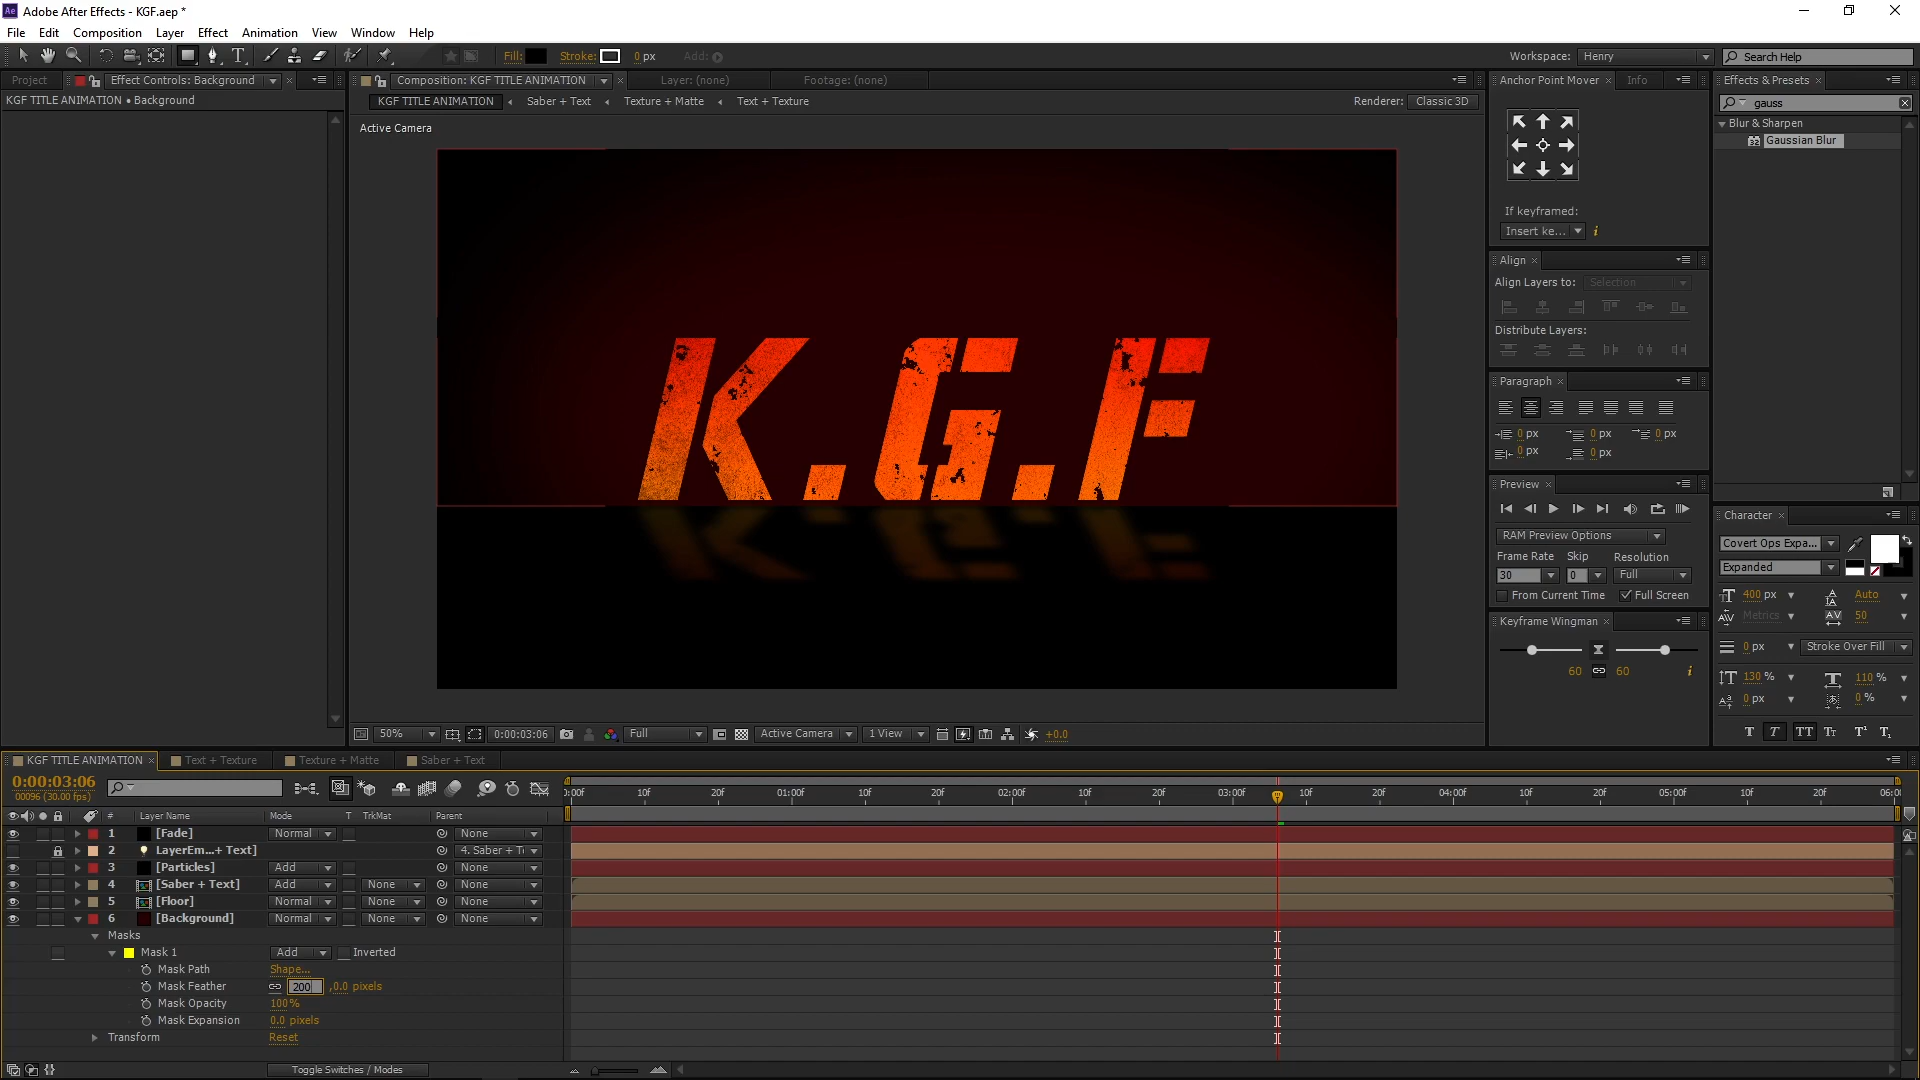 Adobe After Effects - KGF.aep *
File Edit Composition Layer Effect Animation View Window Help
Fill: Stroke: 0 px Add: Workspace: Henry Search Help
Project Effect Controls: Background Composition: KGF TITLE ANIMATION Layer: (none) Footage: (none) Anchor Point Mover Info Effects & Presets
KGF TITLE ANIMATION • Background
KGF TITLE ANIMATION Saber + Text Texture + Matte Text + Texture Renderer: Classic 3D
gauss
Blur & Sharpen
Gaussian Blur
Active Camera
If keyframed:
Insert ke...
Align
Align Layers to: Selection
Distribute Layers:
K.G.F
Paragraph
0 px 0 px 0 px
0 px 0 px
Preview
RAM Preview Options
Frame Rate Skip Resolution
30 0 Full
From Current Time Full Screen
Keyframe Wingman
60 60
Character
Covert Ops Expa...
Expanded
400 px Auto
Metrics 50
0 px Stroke Over Fill
130 % 110 %
0 px 0 %
50% 0:00:03:06 Full Active Camera 1 View +0.0
KGF TITLE ANIMATION Text + Texture Texture + Matte Saber + Text
0:00:03:06
00096 (30.00 fps)
0:00f 10f 20f 01:00f 10f 20f 02:00f 10f 20f 03:00f 10f 20f 04:00f 10f 20f 05:00f 10f 20f 06:0
# Layer Name Mode T TrkMat Parent
1 [Fade] Normal None
2 LayerEm...+ Text] 4. Saber + T
3 [Particles] Add None
4 [Saber + Text] Add None None
5 [Floor] Normal None None
6 [Background] Normal None None
Masks
Mask 1 Add Inverted
Mask Path Shape...
Mask Feather 200 ,0.0 pixels
Mask Opacity 100%
Mask Expansion 0.0 pixels
Transform Reset
Toggle Switches / Modes